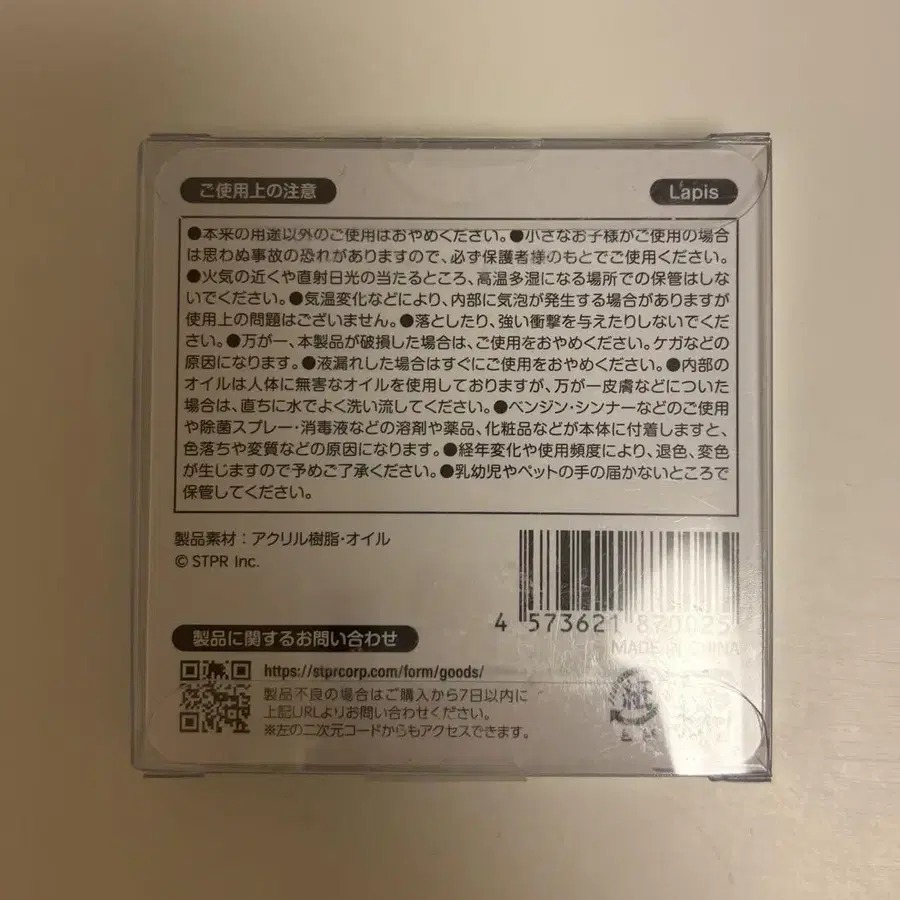 ご使用上の注意
Lapis
●本来の用途以外のご使用はおやめください。●小さなお子様がご使用の場合
は思わぬ事故の恐れがありますので、必ず保護者様のもとでご使用ください。
●火気の近くや直射日光の当たるところ、高温多湿になる場所での保管はしな
いでください。●気温変化などにより、内部に気泡が発生する場合がありますが
使用上の問題はございません。●落としたり、強い衝撃を与えたりしないでくだ
さい。●万が一、本製品が破損した場合は、ご使用をおやめください。ケガなどの
原因になります。●液漏れした場合はすぐにご使用をおやめください。●内部の
オイルは人体に無害なオイルを使用しておりますが、万が一皮膚などについた
場合は、直ちに水でよく洗い流してください。●ベンジン・シンナーなどのご使用
や除菌スプレー・消毒液などの溶剤や薬品、化粧品などが本体に付着しますと、
色落ちや変質などの原因になります。●経年変化や使用頻度により、退色、変色
が生じますので予めご了承ください。●乳幼児やペットの手の届かないところで
保管してください。
製品素材：アクリル樹脂・オイル
© STPR Inc.
4 573621 870025
MADE IN CHINA
製品に関するお問い合わせ
https://stprcorp.com/form/goods/
製品不良の場合はご購入から7日以内に
上記URLよりお問い合わせください。
※左の二次元コードからもアクセスできます。
紙